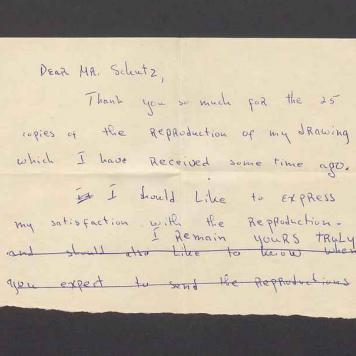 Dear Mr. Schutz,
Thank you so much for the 25
copies of the Reproduction of my drawing
which I have Received some time ago.
I I should Like to express
my satisfaction with the Reproduction.
I Remain YOURS TRULY
and should also Like to know when
you expect to send the Reproductions